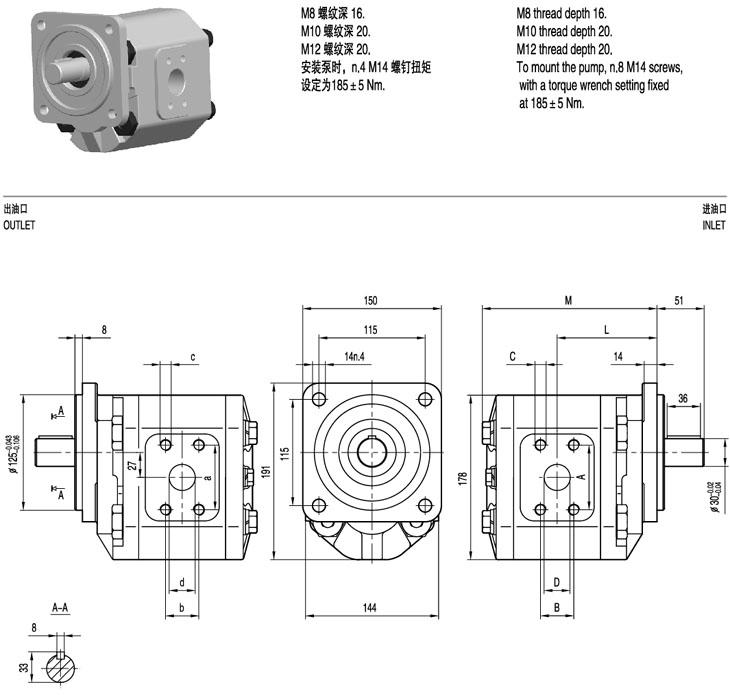 M8 螺纹深 16.
M10 螺纹深 20.
M12 螺纹深 20.
安装泵时，n.4 M14 螺钉扭矩
设定为185 ± 5 Nm.
M8 thread depth 16.
M10 thread depth 20.
M12 thread depth 20.
To mount the pump, n,8 M14 screws,
with a torque wrench setting fixed
at 185 ± 5 Nm.
出油口
OUTLET
进油口
INLET
8
c
A
A
ϕ 125 -0.043 -0.106
27
a
d
b
150
115
14n.4
191
115
144
M
51
C
L
14
36
178
A
ϕ 30 -0.02 -0.04
D
B
A-A
8
33